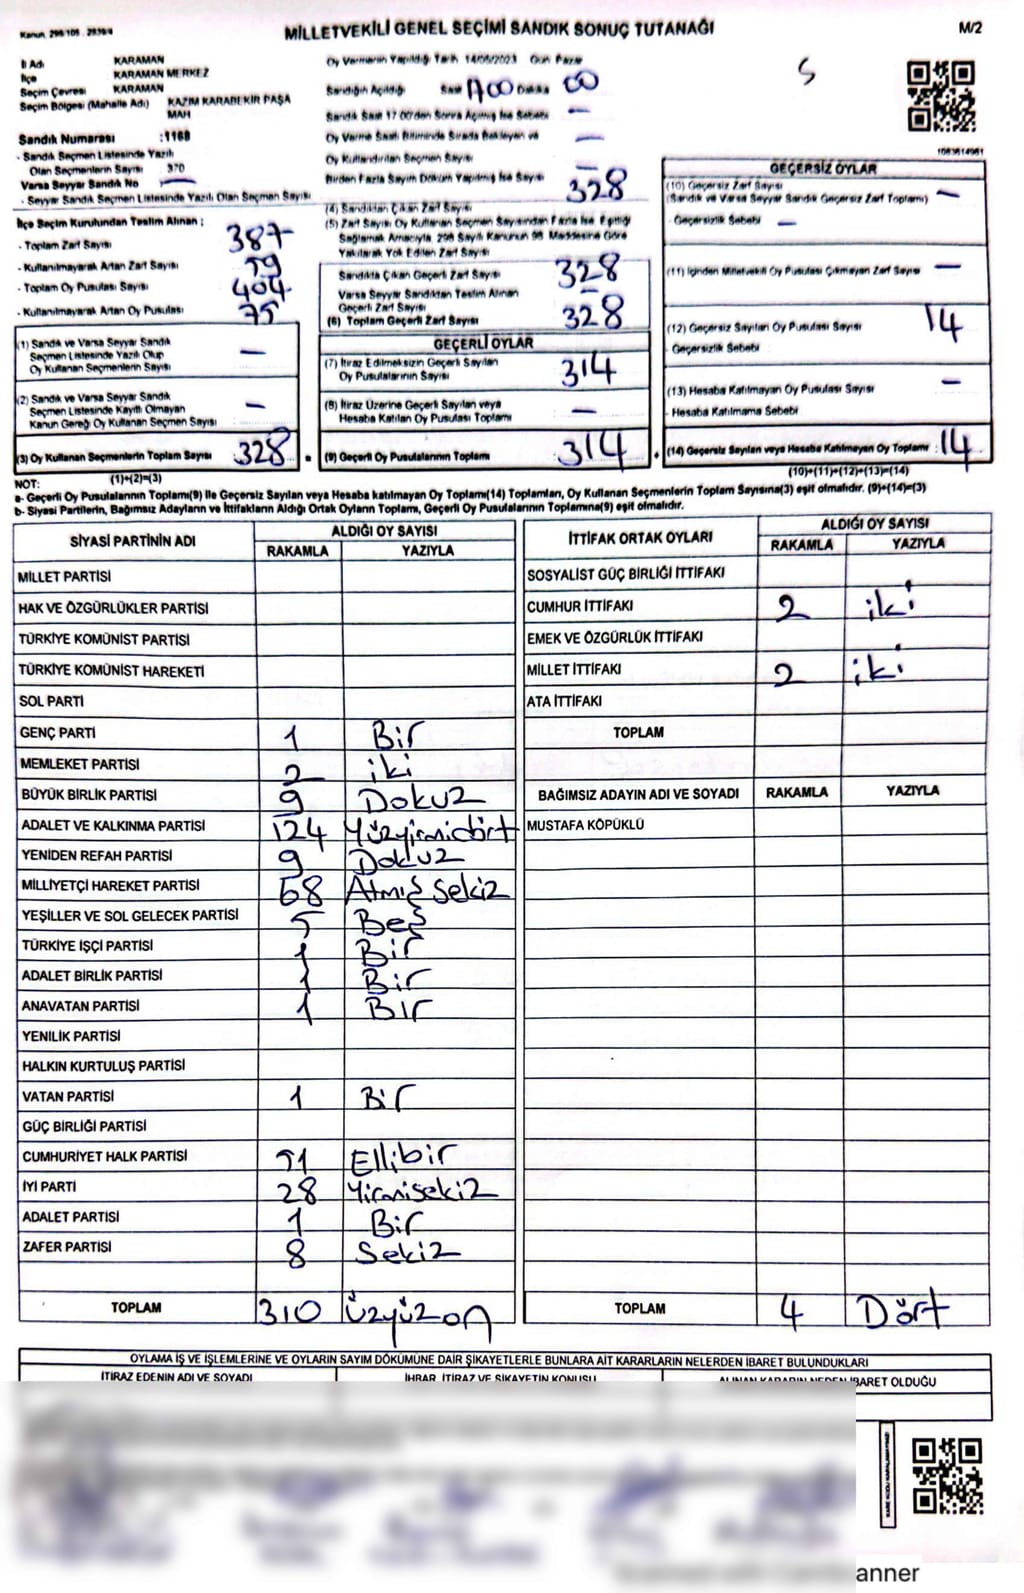 Kanun 298/105 . 2839/4
MİLLETVEKİLİ GENEL SEÇİMİ SANDIK SONUÇ TUTANAĞI
M/2
İl Adı KARAMAN
İlçe KARAMAN MERKEZ
Seçim Çevresi KARAMAN
Seçim Bölgesi (Mahalle Adı) KAZIM KARABEKİR PAŞA MAH
Sandık Numarası :1168
- Sandık Seçmen Listesinde Yazılı
Olan Seçmenlerin Sayısı 370
Varsa Seyyar Sandık No —
- Seyyar Sandık Seçmen Listesinde Yazılı Olan Seçmen Sayısı
İlçe Seçim Kurulundan Teslim Alınan ;
- Toplam Zarf Sayısı 387
- Kullanılmayarak Artan Zarf Sayısı 59
- Toplam Oy Pusulası Sayısı 404
- Kullanılmayarak Artan Oy Pusulası 75
(1) Sandık ve Varsa Seyyar Sandık
Seçmen Listesinde Yazılı Olup
Oy Kullanan Seçmenlerin Sayısı —
(2) Sandık ve Varsa Seyyar Sandık
Seçmen Listesinde Kayıtlı Olmayan
Kanun Gereği Oy Kullanan Seçmen Sayısı —
(3) Oy Kullanan Seçmenlerin Toplam Sayısı 328
(1)+(2)=(3)
Oy Vermenin Yapıldığı Tarih 14/05/2023 Gün Pazar
Sandığın Açıldığı Saat 1700 Dakika 00
Sandık Saat 17 00'den Sonra Açılmış İse Sebebi —
Oy Verme Saati Bitiminde Sırada Bekleyen ve
Oy Kullandırılan Seçmen Sayısı —
Birden Fazla Sayım Döküm Yapılmış İse Sayısı —
(4) Sandıktan Çıkan Zarf Sayısı 328
(5) Zarf Sayısı Oy Kullanan Seçmen Sayısından Fazla İse Eşitliği
Sağlamak Amacıyla 298 Sayılı Kanunun 98 Maddesine Göre
Yakılarak Yok Edilen Zarf Sayısı
Sandıkta Çıkan Geçerli Zarf Sayısı 328
Varsa Seyyar Sandıktan Teslim Alınan
Geçerli Zarf Sayısı —
(6) Toplam Geçerli Zarf Sayısı 328
GEÇERLİ OYLAR
(7) İtiraz Edilmeksizin Geçerli Sayılan
Oy Pusulalarının Sayısı 314
(8) İtiraz Üzerine Geçerli Sayılan veya
Hesaba Katılan Oy Pusulası Toplamı —
(9) Geçerli Oy Pusulalarının Toplamı 314
5
1083614981
GEÇERSİZ OYLAR
(10) Geçersiz Zarf Sayısı
(Sandık ve Varsa Seyyar Sandık Geçersiz Zarf Toplamı) —
- Geçersizlik Sebebi —
(11) İçinden Milletvekili Oy Pusulası Çıkmayan Zarf Sayısı —
(12) Geçersiz Sayılan Oy Pusulası Sayısı 14
- Geçersizlik Sebebi
(13) Hesaba Katılmayan Oy Pusulası Sayısı —
- Hesaba Katılmama Sebebi
(14) Geçersiz Sayılan veya Hesaba Katılmayan Oy Toplamı : 14
(10)+(11)+(12)+(13)=(14)
NOT:
a- Geçerli Oy Pusulalarının Toplamı(9) ile Geçersiz Sayılan veya Hesaba katılmayan Oy Toplamı(14) Toplamları, Oy Kullanan Seçmenlerin Toplam Sayısına(3) eşit olmalıdır. (9)+(14)=(3)
b- Siyasi Partilerin, Bağımsız Adayların ve İttifakların Aldığı Ortak Oyların Toplamı, Geçerli Oy Pusulalarının Toplamına(9) eşit olmalıdır.
SİYASİ PARTİNİN ADI ALDIĞI OY SAYISI
RAKAMLA YAZIYLA
MİLLET PARTİSİ
HAK VE ÖZGÜRLÜKLER PARTİSİ
TÜRKİYE KOMÜNİST PARTİSİ
TÜRKİYE KOMÜNİST HAREKETİ
SOL PARTİ
GENÇ PARTİ 1 Bir
MEMLEKET PARTİSİ 2 iki
BÜYÜK BİRLİK PARTİSİ 9 Dokuz
ADALET VE KALKINMA PARTİSİ 124 Yüzyirmidört
YENİDEN REFAH PARTİSİ 9 Dokuz
MİLLİYETÇİ HAREKET PARTİSİ 68 Atmış sekiz
YEŞİLLER VE SOL GELECEK PARTİSİ 5 Beş
TÜRKİYE İŞÇİ PARTİSİ 1 Bir
ADALET BİRLİK PARTİSİ 1 Bir
ANAVATAN PARTİSİ 1 Bir
YENİLİK PARTİSİ
HALKIN KURTULUŞ PARTİSİ
VATAN PARTİSİ 1 Bir
GÜÇ BİRLİĞİ PARTİSİ
CUMHURİYET HALK PARTİSİ 51 Ellibir
İYİ PARTİ 28 Yirmisekiz
ADALET PARTİSİ 1 Bir
ZAFER PARTİSİ 8 Sekiz
TOPLAM 310 üzyüzon
İTTİFAK ORTAK OYLARI ALDIĞI OY SAYISI
RAKAMLA YAZIYLA
SOSYALİST GÜÇ BİRLİĞİ İTTİFAKI
CUMHUR İTTİFAKI 2 iki
EMEK VE ÖZGÜRLÜK İTTİFAKI
MİLLET İTTİFAKI 2 iki
ATA İTTİFAKI
TOPLAM
BAĞIMSIZ ADAYIN ADI VE SOYADI RAKAMLA YAZIYLA
MUSTAFA KÖPÜKLÜ
TOPLAM 4 Dört
OYLAMA İŞ VE İŞLEMLERİNE VE OYLARIN SAYIM DÖKÜMÜNE DAİR ŞİKAYETLERLE BUNLARA AİT KARARLARIN NELERDEN İBARET BULUNDUKLARI
İTİRAZ EDENİN ADI VE SOYADI İHBAR, İTİRAZ VE ŞİKAYETİN KONUSU ALINAN KARARIN NEDEN İBARET OLDUĞU
KARE KODU KARALAMAYINIZ!
anner